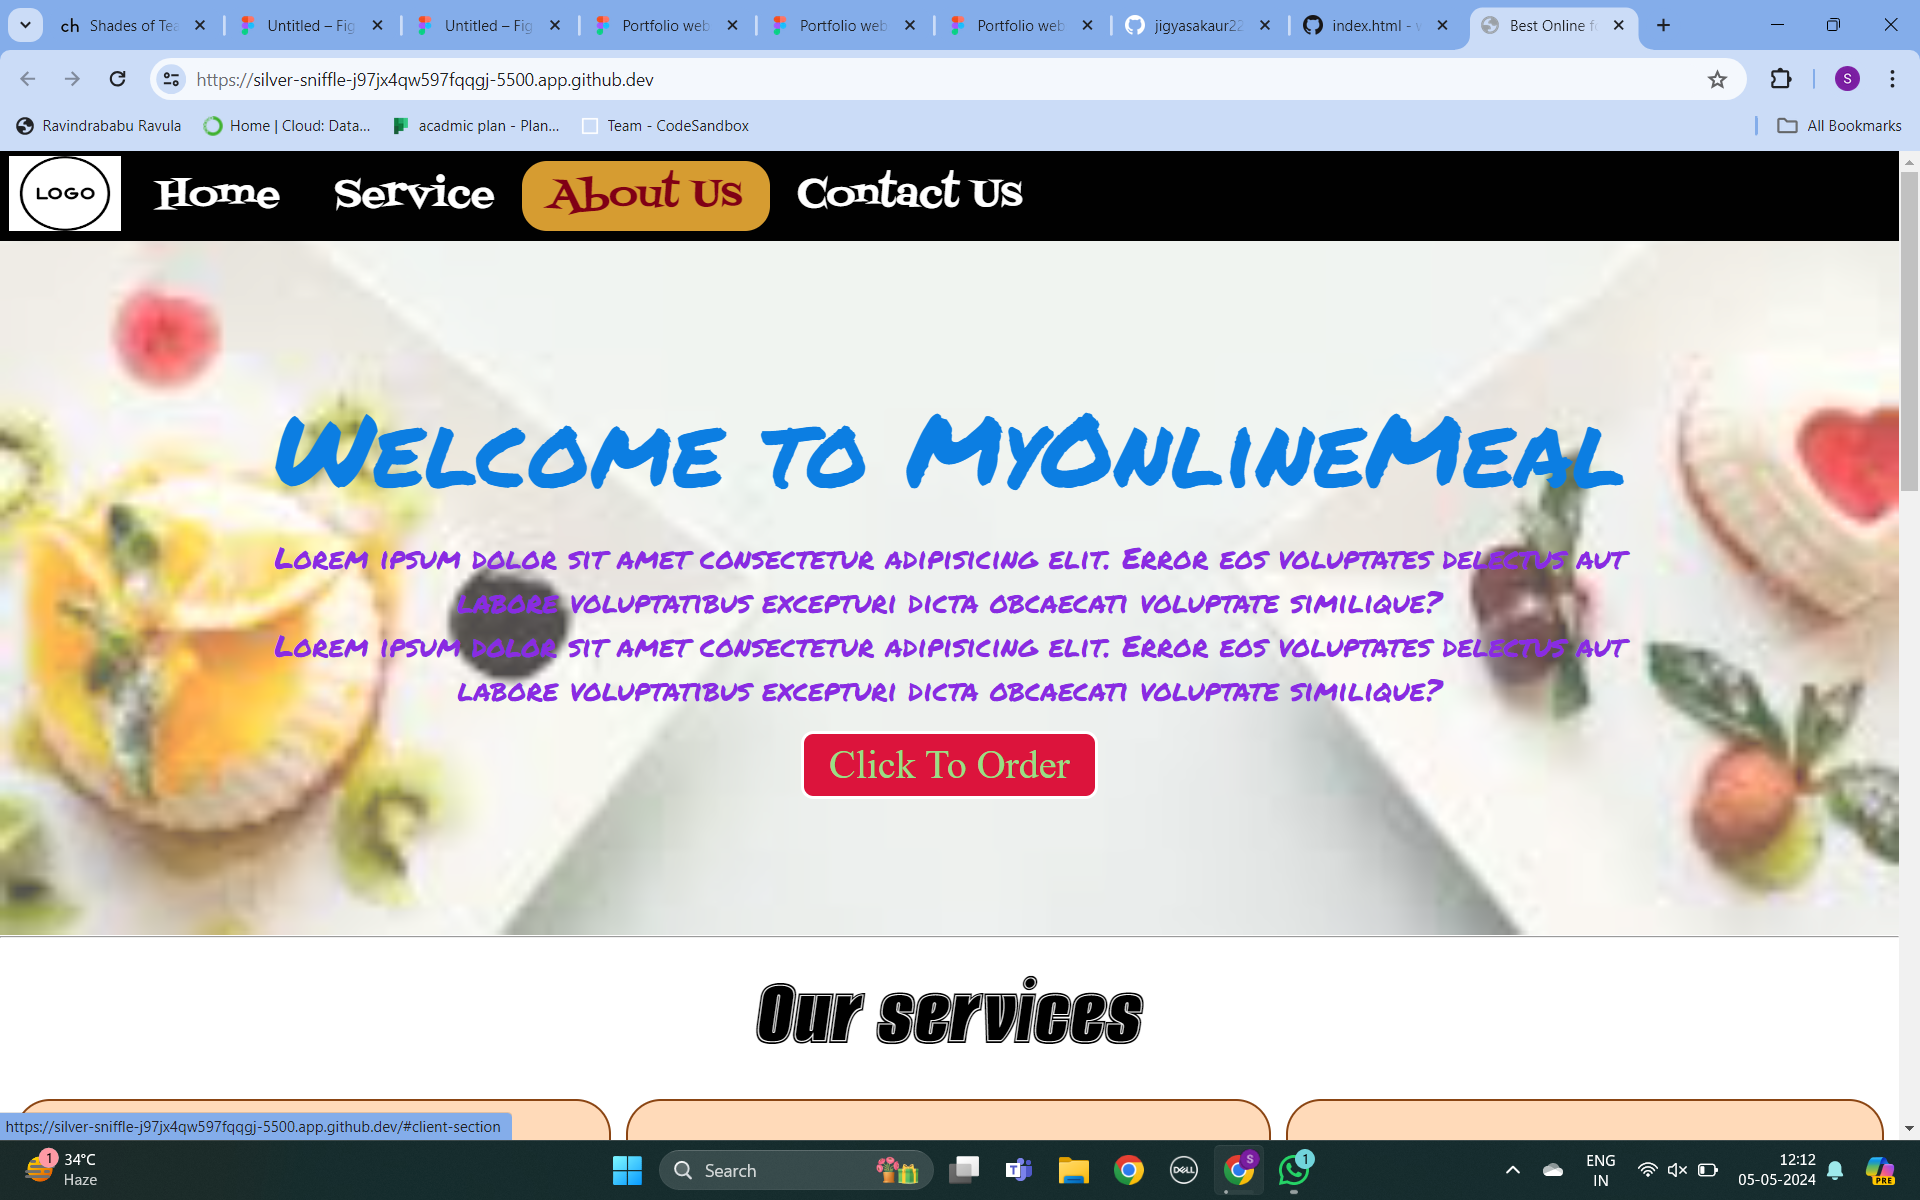 ch Shades of Tea
Untitled – Fig
Untitled – Fig
Portfolio web
Portfolio web
Portfolio web
jigyasakaur22
index.html - w
Best Online fo
https://silver-sniffle-j97jx4qw597fqqgj-5500.app.github.dev
S
Ravindrababu Ravula
Home | Cloud: Data...
acadmic plan - Plan...
Team - CodeSandbox
All Bookmarks
LOGO
Home
Service
About Us
Contact Us
Welcome to MyOnlineMeal
Lorem ipsum dolor sit amet consectetur adipisicing elit. Error eos voluptates delectus aut
labore voluptatibus excepturi dicta obcaecati voluptate similique?
Lorem ipsum dolor sit amet consectetur adipisicing elit. Error eos voluptates delectus aut
labore voluptatibus excepturi dicta obcaecati voluptate similique?
Click To Order
Our services
https://silver-sniffle-j97jx4qw597fqqgj-5500.app.github.dev/#client-section
1
34°C
Haze
Search
T
DELL
S
1
ENG
IN
12:12
05-05-2024
PRE